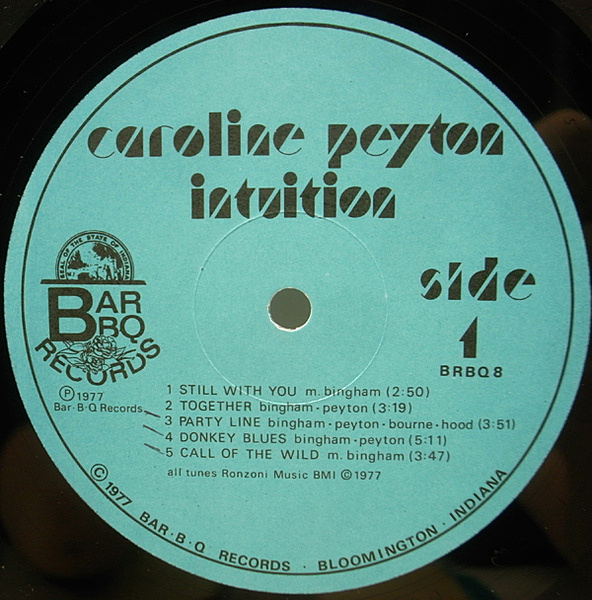 caroline peyton
intuition
SEAL OF THE STATE OF INDIANA
BAR
BQ
RECORDS
side
1
BRBQ8
Ⓟ1977
Bar·B·Q Records
1 STILL WITH YOU m. bingham (2:50)
2 TOGETHER bingham·peyton (3:19)
3 PARTY LINE bingham·peyton·bourne·hood (3:51)
4 DONKEY BLUES bingham·peyton (5:11)
5 CALL OF THE WILD m. bingham (3:47)
all tunes Ronzoni Music BMI ©1977
©1977 BAR·B·Q RECORDS · BLOOMINGTON · INDIANA